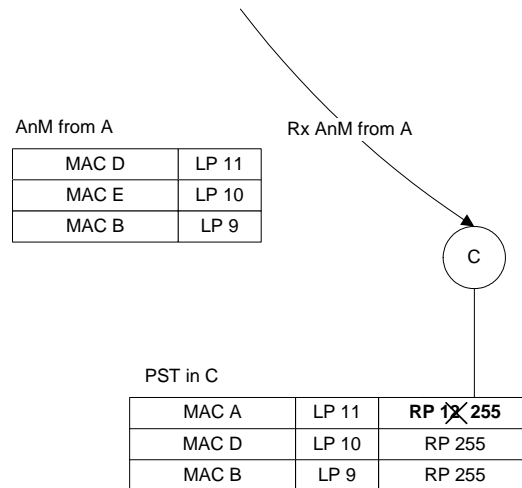 AnM from A
Rx AnM from A
MAC D LP 11
MAC E LP 10
MAC B LP 9
C
PST in C
MAC A LP 11 RP 12 255
MAC D LP 10 RP 255
MAC B LP 9 RP 255